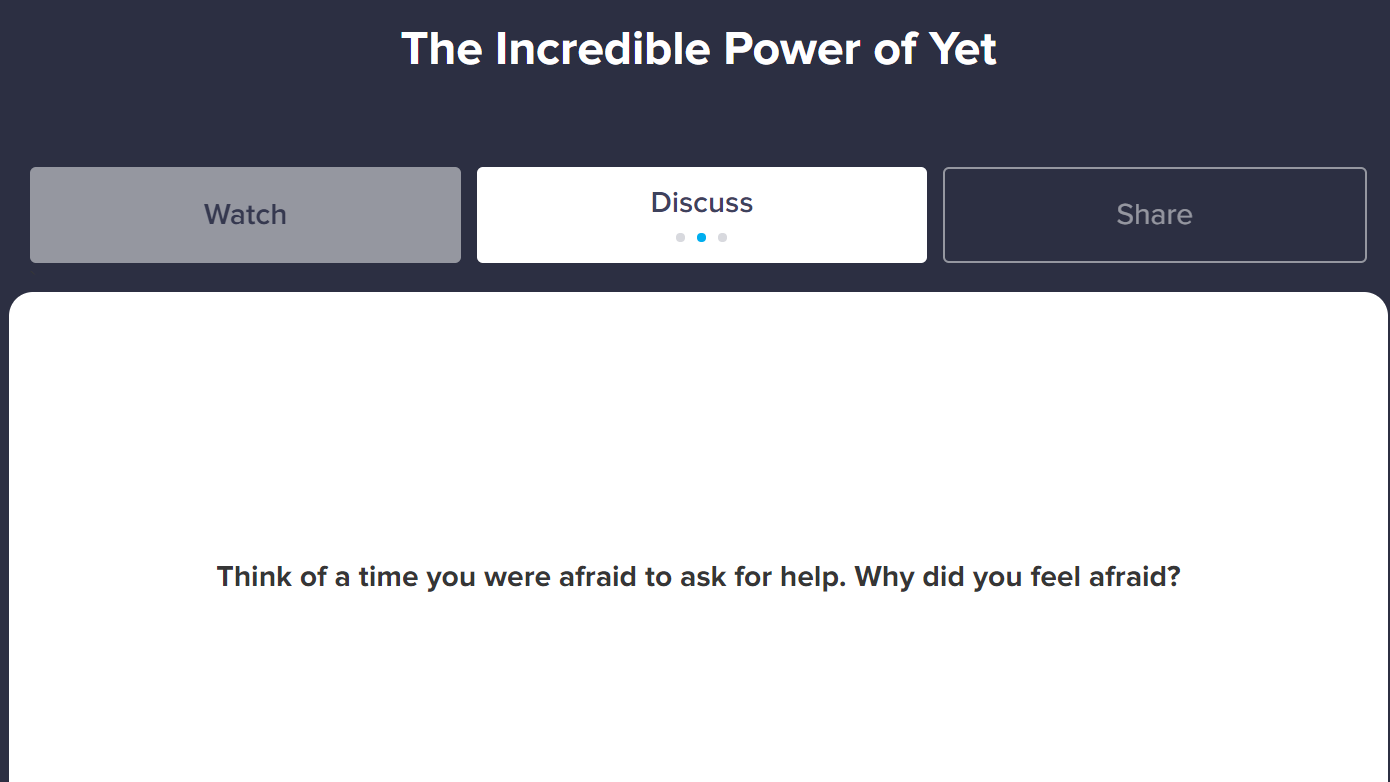 The Incredible Power of Yet
Watch
Discuss
Share
Think of a time you were afraid to ask for help. Why did you feel afraid?